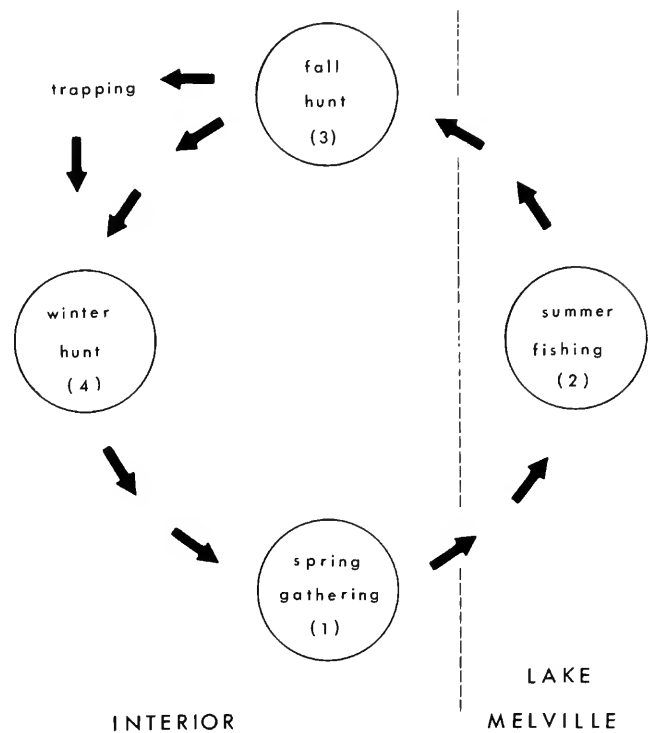 fall
hunt
(3)
trapping
winter
hunt
(4)
summer
fishing
(2)
spring
gathering
(1)
LAKE
MELVILLE
INTERIOR